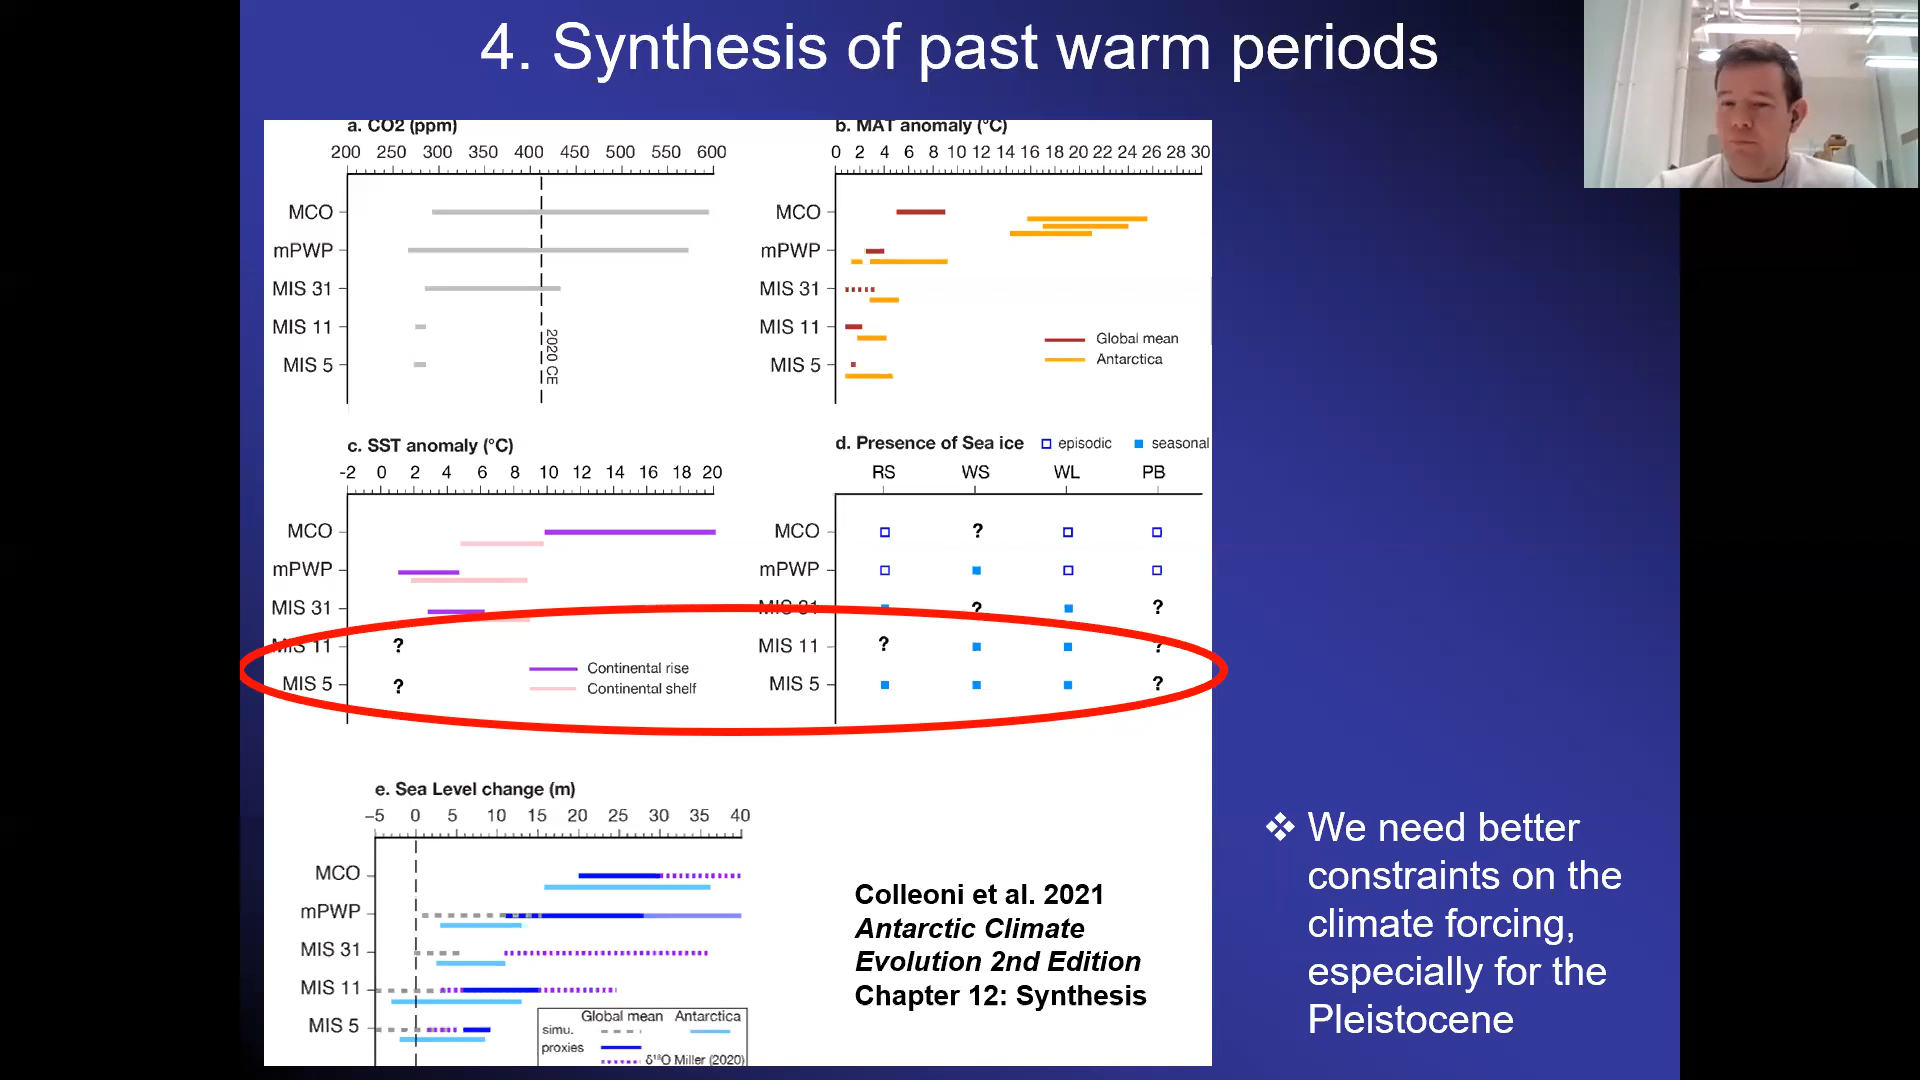 4. Synthesis of past warm periods
a. CO2 (ppm)
200 250 300 350 400 450 500 550 600
MCO
mPWP
MIS 31
MIS 11
MIS 5
2020 CE
b. MAT anomaly (°C)
0 2 4 6 8 10 12 14 16 18 20 22 24 26 28 30
MCO
mPWP
MIS 31
MIS 11
MIS 5
Global mean
Antarctica
c. SST anomaly (°C)
-2 0 2 4 6 8 10 12 14 16 18 20
MCO
mPWP
MIS 31
MIS 11 ?
MIS 5 ?
Continental rise
Continental shelf
d. Presence of Sea ice episodic seasonal
RS WS WL PB
MCO ?
mPWP
MIS 31 ? ?
MIS 11 ? ?
MIS 5 ?
e. Sea Level change (m)
−5 0 5 10 15 20 25 30 35 40
MCO
mPWP
MIS 31
MIS 11
MIS 5
Global mean Antarctica
simu.
proxies
δ¹⁸O Miller (2020)
Colleoni et al. 2021
Antarctic Climate
Evolution 2nd Edition
Chapter 12: Synthesis
❖ We need better
constraints on the
climate forcing,
especially for the
Pleistocene